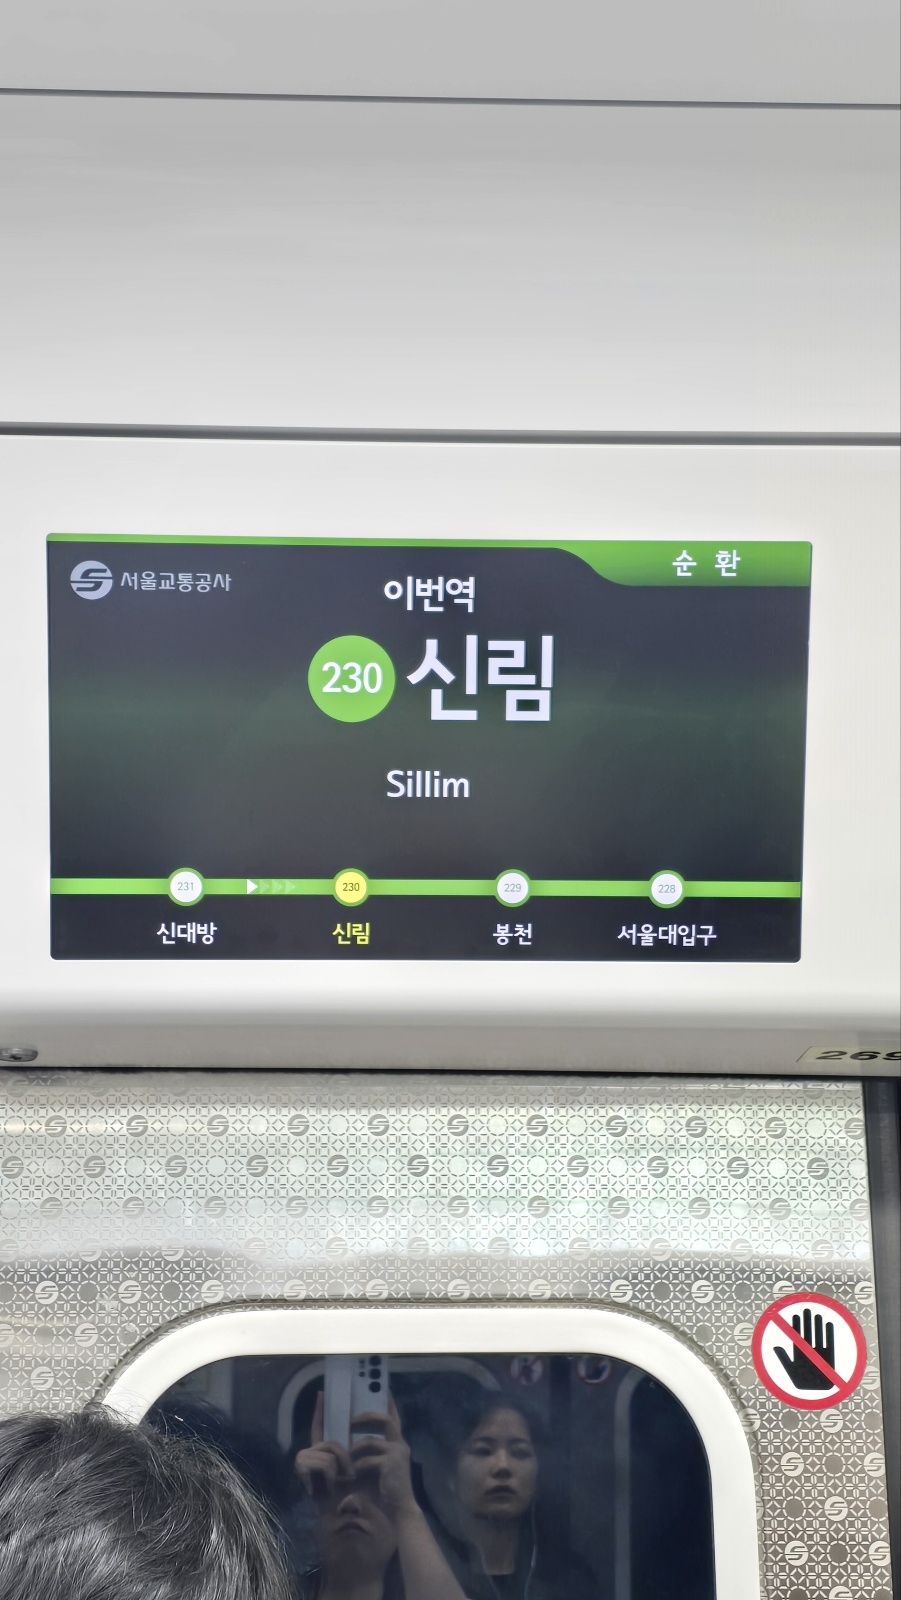 순 환
서울교통공사
이번역
230 신림
Sillim
231 230 229 228
신대방 신림 봉천 서울대입구
269